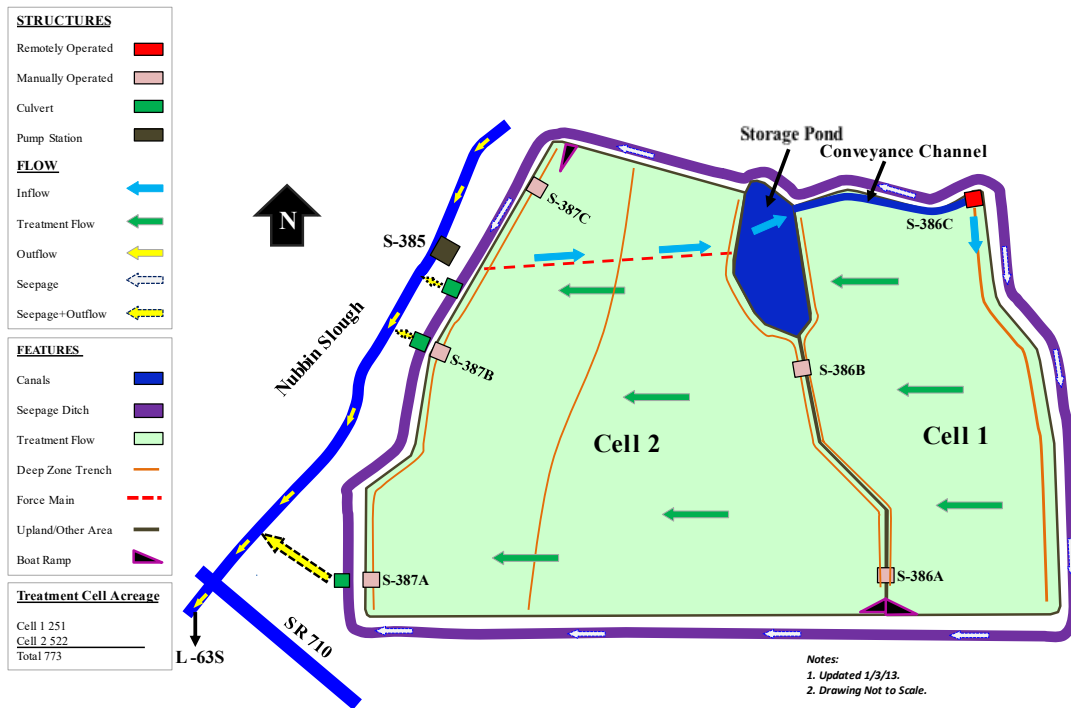 STRUCTURES
Remotely Operated
Manually Operated
Culvert
Pump Station
FLOW
Inflow
Treatment Flow
Outflow
Seepage
Seepage+Outflow
FEATURES
Canals
Seepage Ditch
Treatment Flow
Deep Zone Trench
Force Main
Upland/Other Area
Boat Ramp
Treatment Cell Acreage
Cell 1 251
Cell 2 522
Total 773
N
Storage Pond
Conveyance Channel
S-387C
S-386C
S-385
Nubbin Slough
S-387B
S-386B
Cell 2
Cell 1
S-387A
S-386A
SR 710
L-63S
Notes:
1. Updated 1/3/13.
2. Drawing Not to Scale.